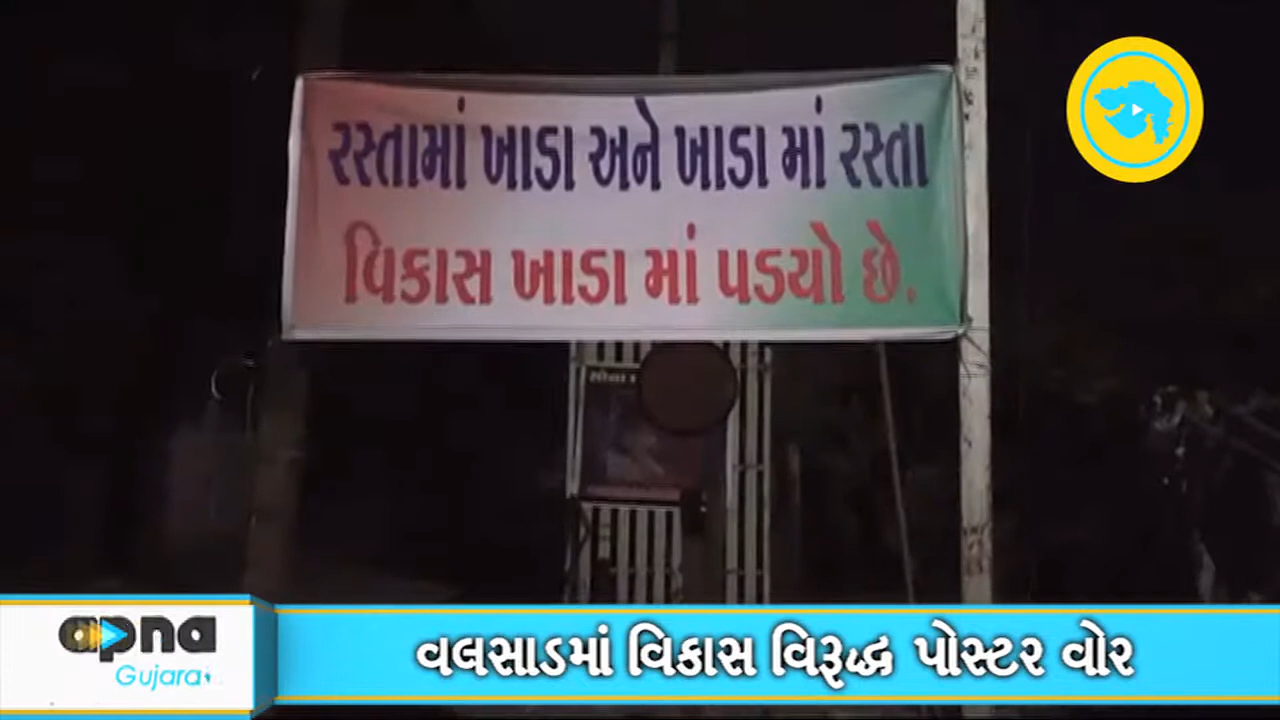 રસ્તામાં ખાડા અને ખાડા માં રસ્તા
વિકાસ ખાડા માં પડયો છે.
apna
Gujarat
વલસાડમાં વિકાસ વિરૂદ્ધ પોસ્ટર વોર